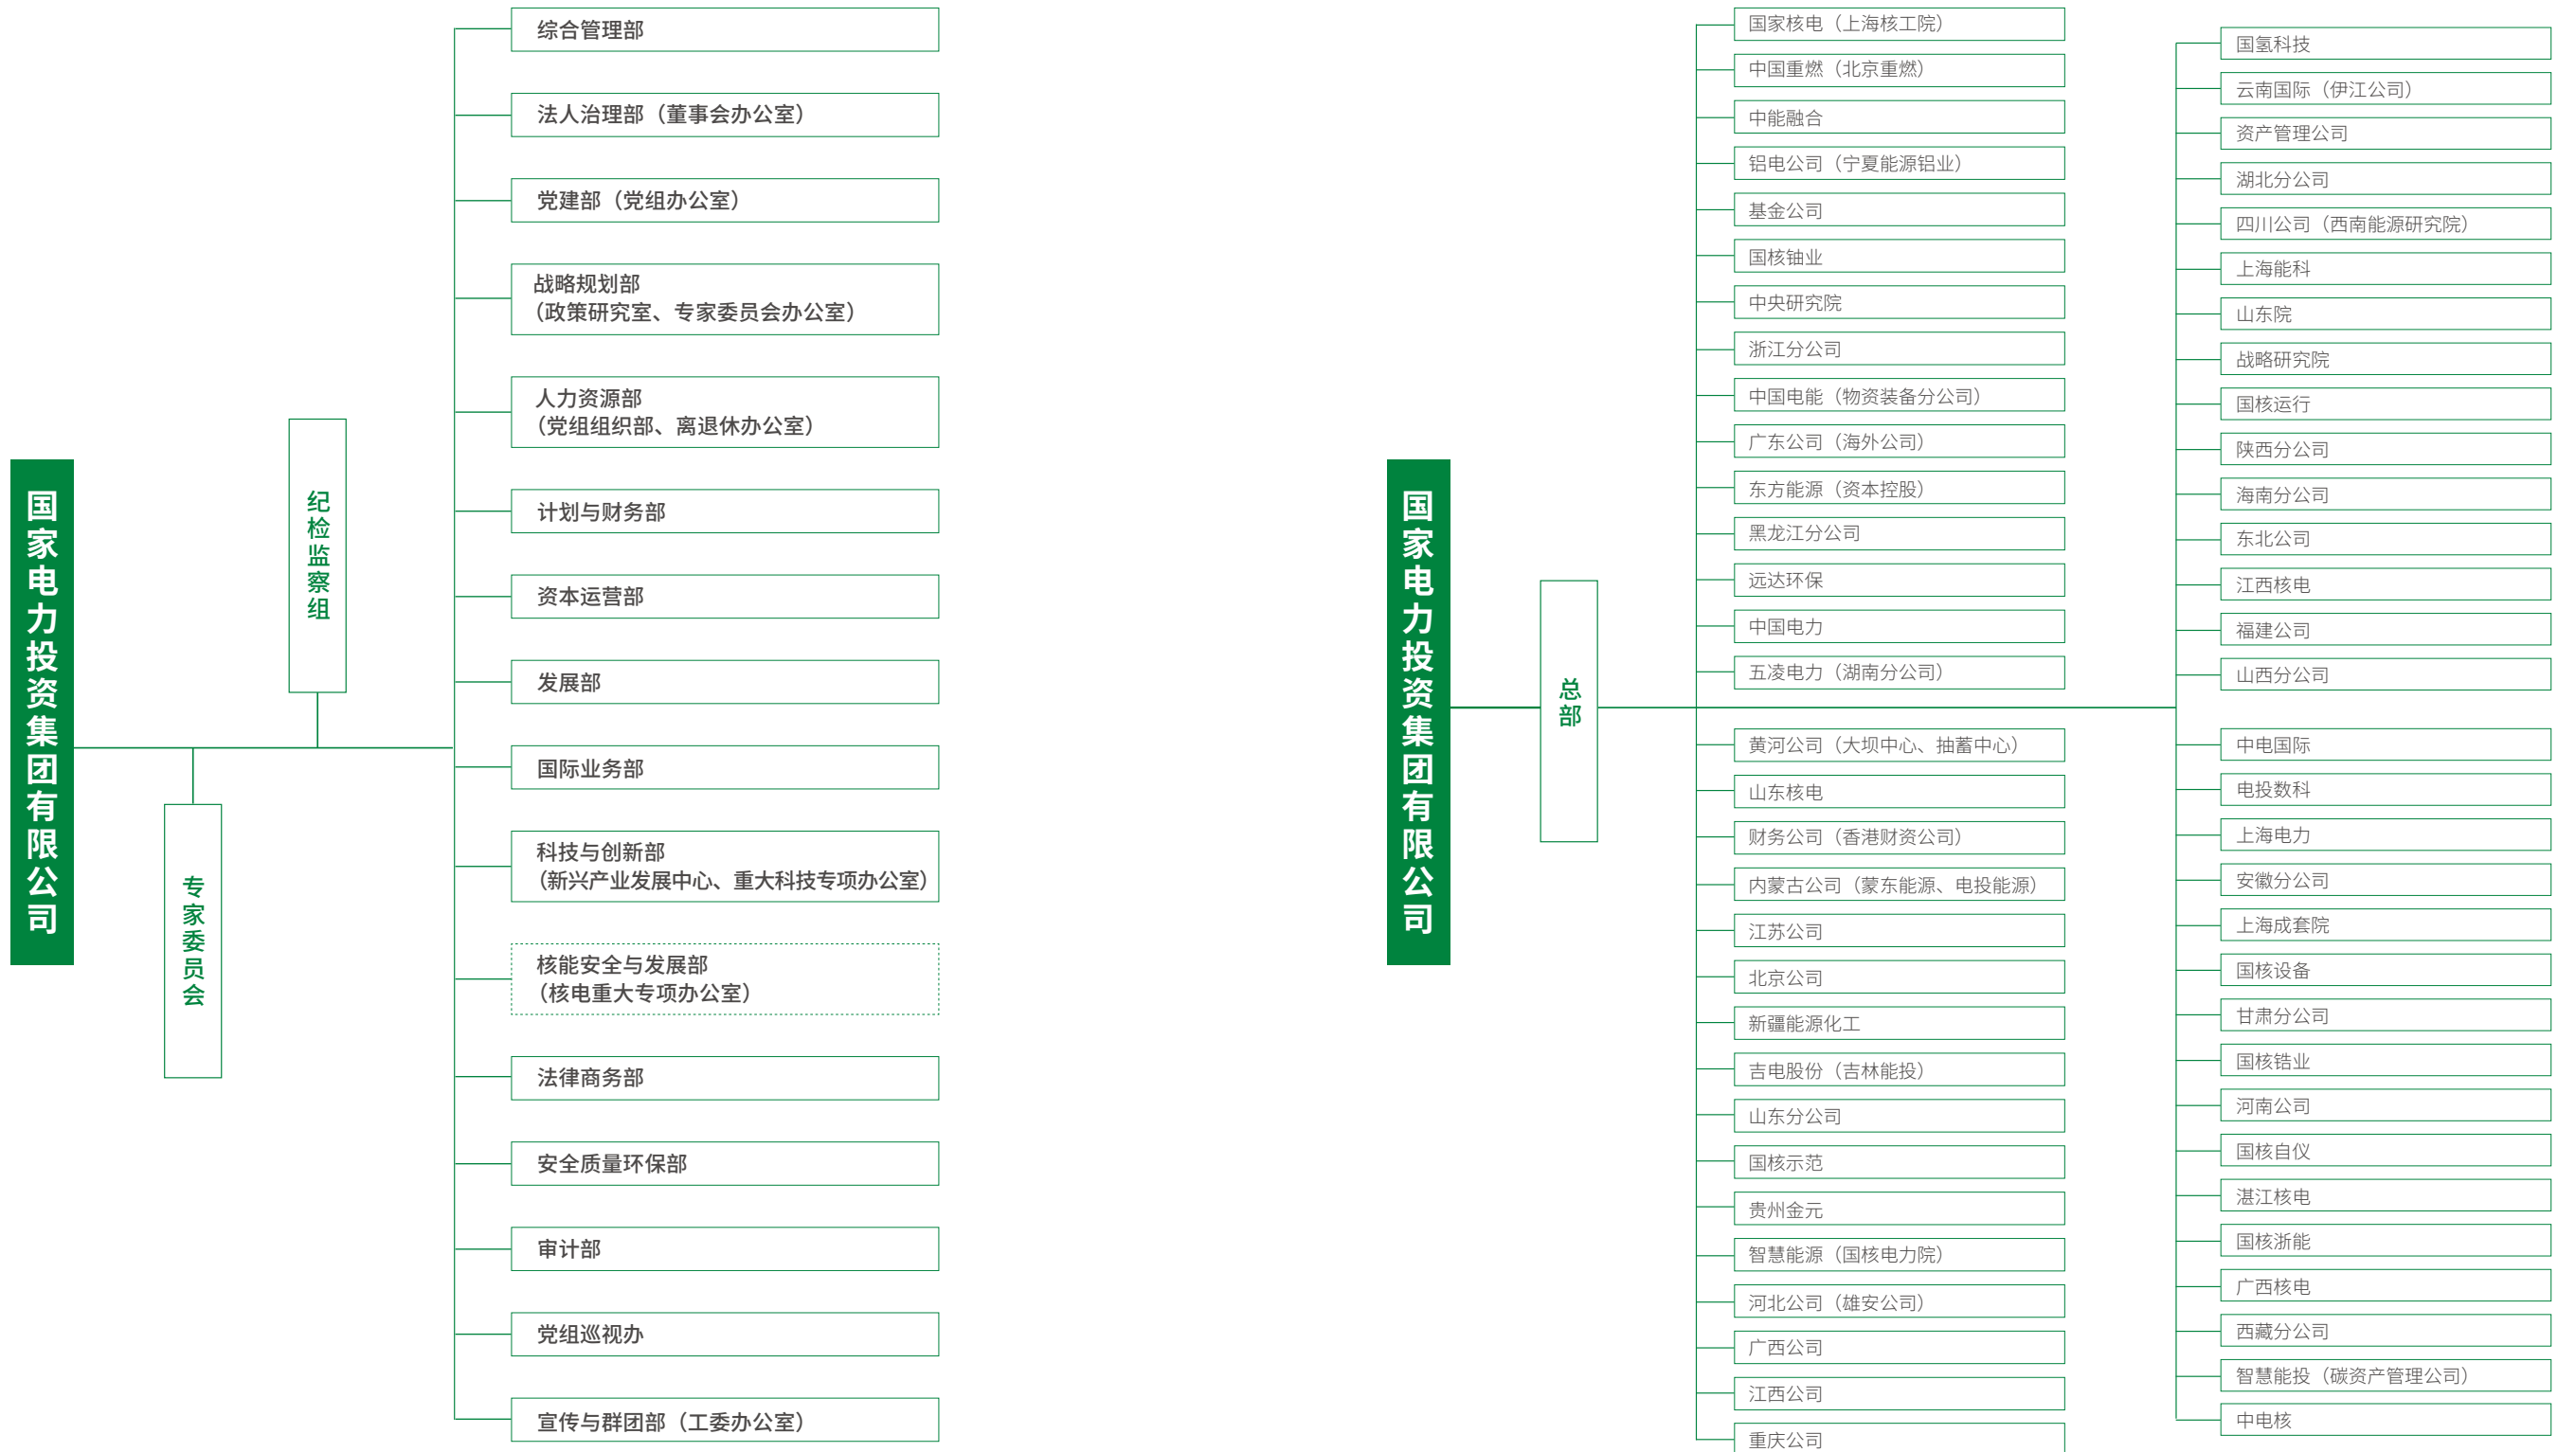 国家电力投资集团有限公司
纪检监察组
专家委员会
综合管理部
法人治理部（董事会办公室）
党建部（党组办公室）
战略规划部
（政策研究室、专家委员会办公室）
人力资源部
（党组组织部、离退休办公室）
计划与财务部
资本运营部
发展部
国际业务部
科技与创新部
（新兴产业发展中心、重大科技专项办公室）
核能安全与发展部
（核电重大专项办公室）
法律商务部
安全质量环保部
审计部
党组巡视办
宣传与群团部（工委办公室）
国家电力投资集团有限公司
总部
国家核电（上海核工院）
中国重燃（北京重燃）
中能融合
铝电公司（宁夏能源铝业）
基金公司
国核铀业
中央研究院
浙江分公司
中国电能（物资装备分公司）
广东公司（海外公司）
东方能源（资本控股）
黑龙江分公司
远达环保
中国电力
五凌电力（湖南分公司）
黄河公司（大坝中心、抽蓄中心）
山东核电
财务公司（香港财资公司）
内蒙古公司（蒙东能源、电投能源）
江苏公司
北京公司
新疆能源化工
吉电股份（吉林能投）
山东分公司
国核示范
贵州金元
智慧能源（国核电力院）
河北公司（雄安公司）
广西公司
江西公司
重庆公司
国氢科技
云南国际（伊江公司）
资产管理公司
湖北分公司
四川公司（西南能源研究院）
上海能科
山东院
战略研究院
国核运行
陕西分公司
海南分公司
东北公司
江西核电
福建公司
山西分公司
中电国际
电投数科
上海电力
安徽分公司
上海成套院
国核设备
甘肃分公司
国核锆业
河南公司
国核自仪
湛江核电
国核浙能
广西核电
西藏分公司
智慧能投（碳资产管理公司）
中电核